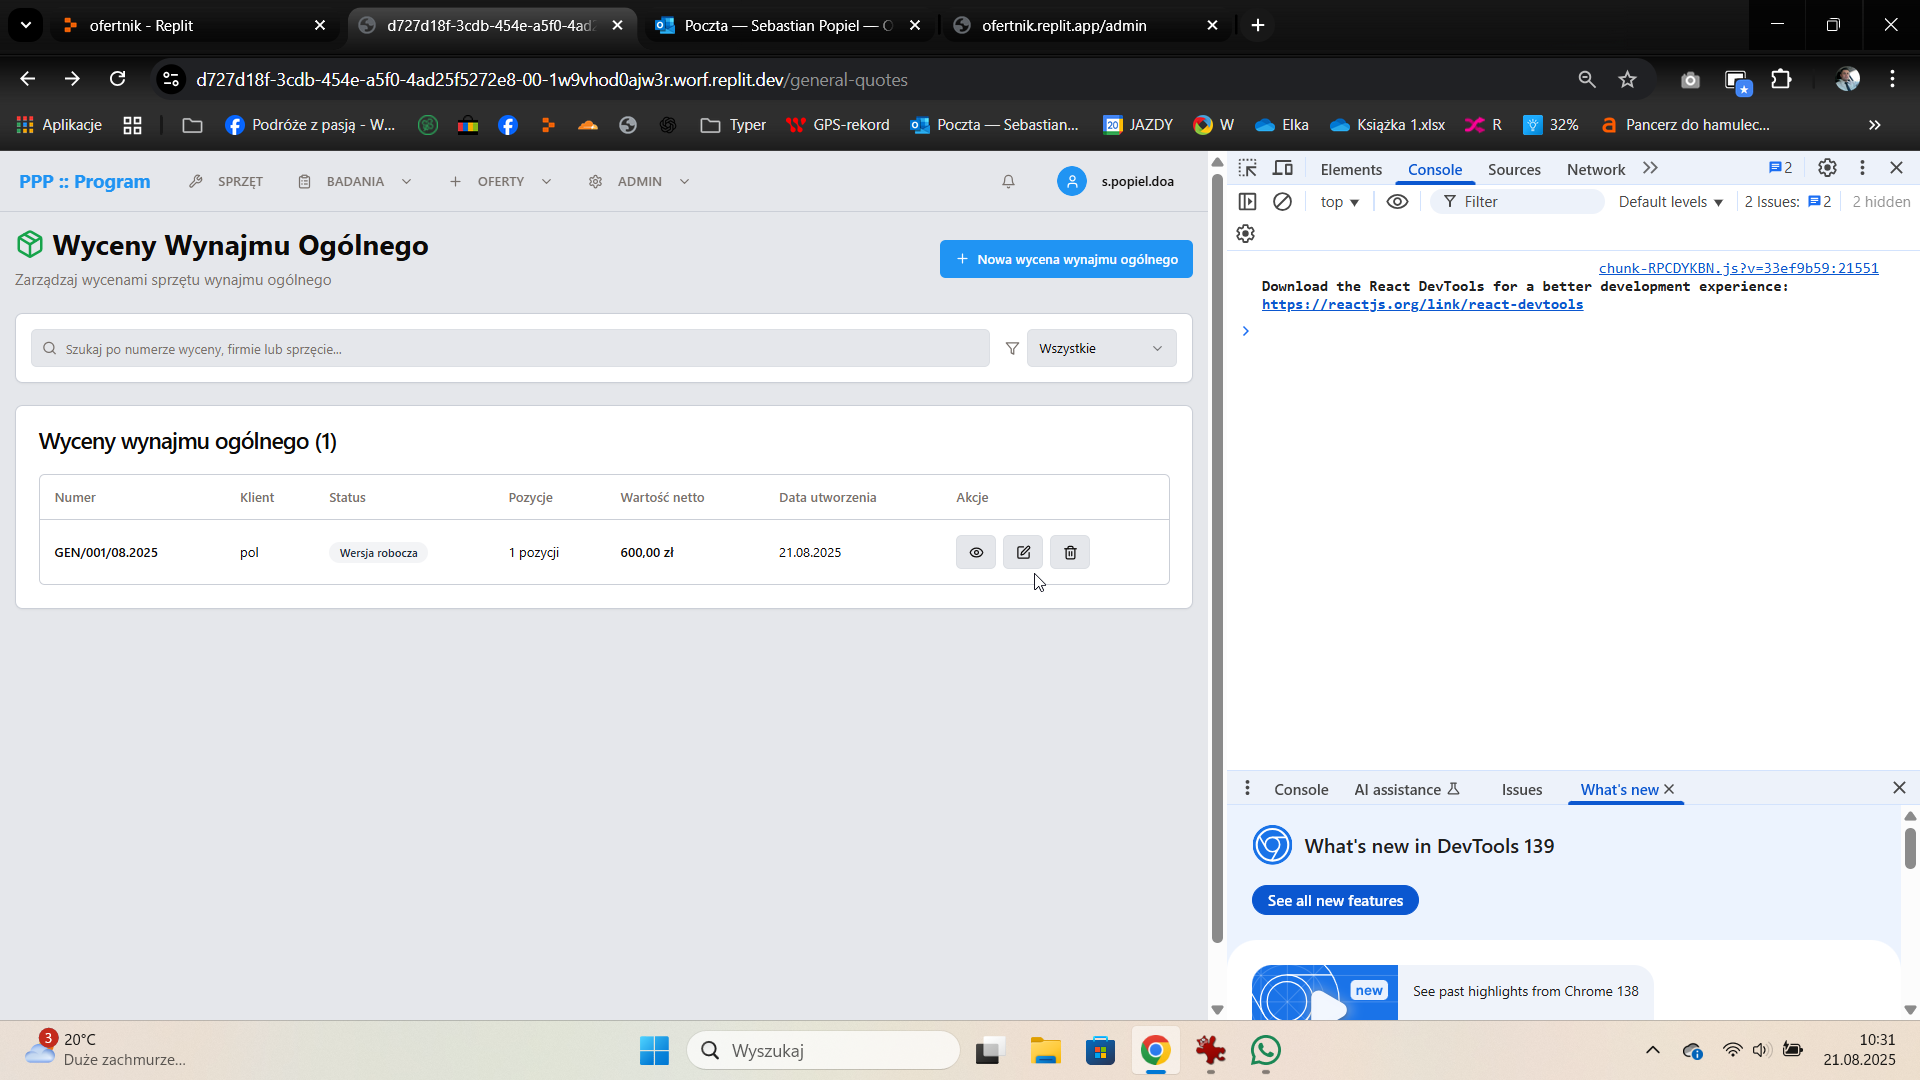 ofertnik - Replit
d727d18f-3cdb-454e-a5f0-4ad2
Poczta — Sebastian Popiel — O
ofertnik.replit.app/admin
d727d18f-3cdb-454e-a5f0-4ad25f5272e8-00-1w9vhod0ajw3r.worf.replit.dev/general-quotes
Aplikacje
Podróże z pasją - W...
Typer
GPS-rekord
Poczta — Sebastian...
20 JAZDY
W
Elka
Książka 1.xlsx
R
32%
Pancerz do hamulec...
PPP :: Program
SPRZĘT
BADANIA
OFERTY
ADMIN
s.popiel.doa
Wyceny Wynajmu Ogólnego
Zarządzaj wycenami sprzętu wynajmu ogólnego
Nowa wycena wynajmu ogólnego
Szukaj po numerze wyceny, firmie lub sprzęcie...
Wszystkie
Wyceny wynajmu ogólnego (1)
Numer Klient Status Pozycje Wartość netto Data utworzenia Akcje
GEN/001/08.2025 pol Wersja robocza 1 pozycji 600,00 zł 21.08.2025
Elements Console Sources Network 2
top Filter Default levels 2 Issues: 2 2 hidden
chunk-RPCDYKBN.js?v=33ef9b59:21551
Download the React DevTools for a better development experience:
https://reactjs.org/link/react-devtools
Console AI assistance Issues What's new
What's new in DevTools 139
See all new features
new
See past highlights from Chrome 138
3
20°C
Duże zachmurze...
Wyszukaj
10:31
21.08.2025